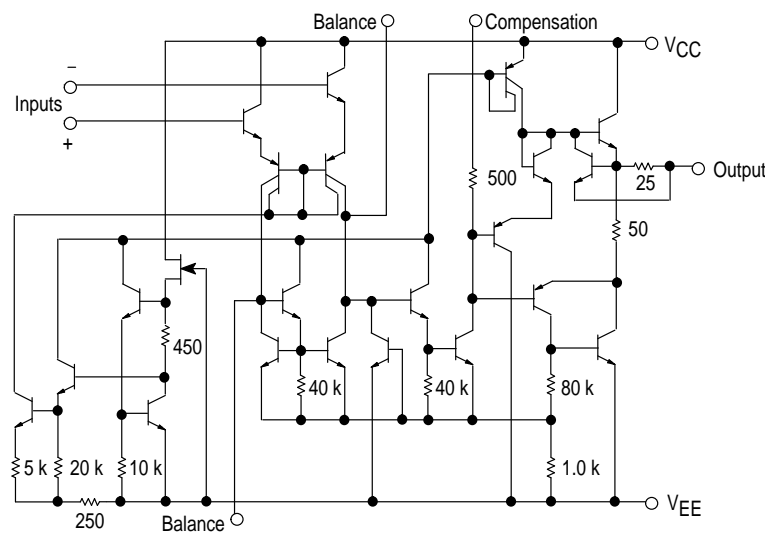 Balance
Compensation
VCC
−
Inputs
+
500
25
Output
50
450
40 k
40 k
80 k
5 k
20 k
10 k
1.0 k
250
Balance
VEE